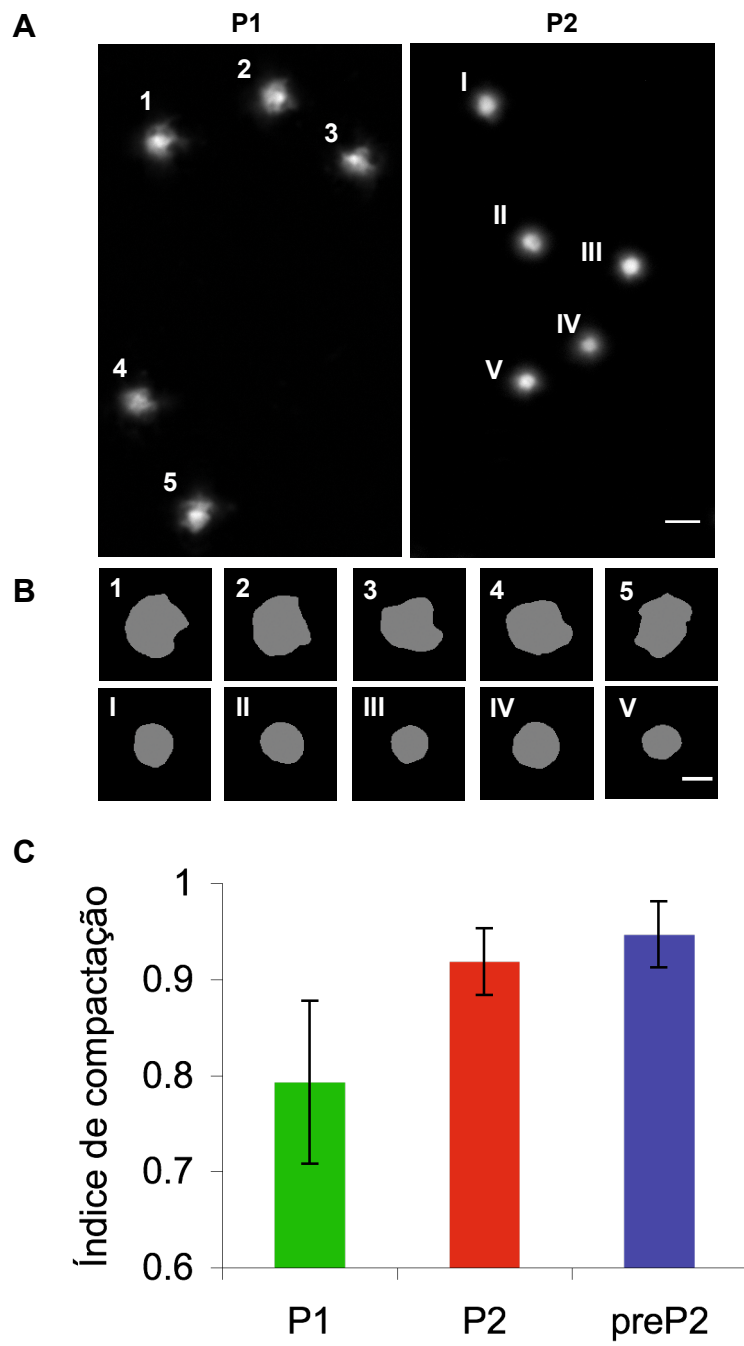 A
P1
P2
1
2
3
4
5
I
II
III
IV
V
B
1
2
3
4
5
I
II
III
IV
V
C
Índice de compactação
1
0.9
0.8
0.7
0.6
P1
P2
preP2